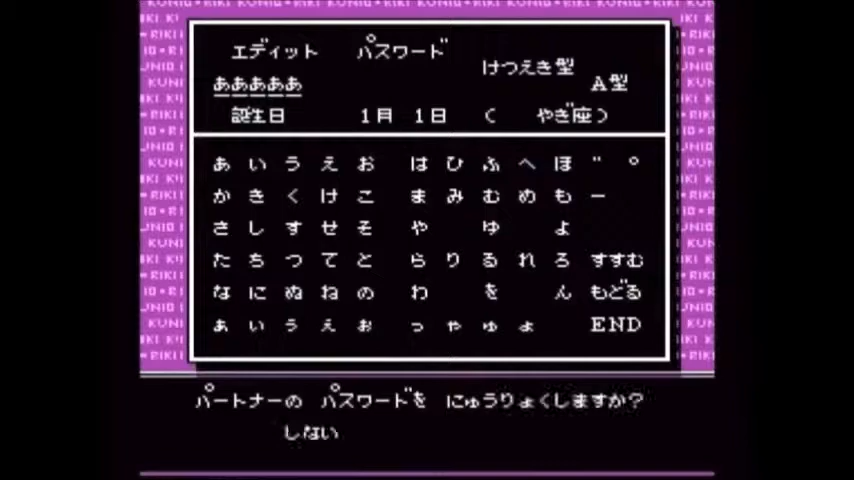 エディット パスワード
けつえき型 A型
あああああ
誕生日 1月 1日 ( やぎ座)
あいうえお はひふへほ ゛ ゜
かきくけこ まみむめも ー
さしすせそ や ゆ よ
たちつてと らりるれろ すすむ
なにぬねの わ を ん もどる
ぁぃぅぇぉ っゃゅょ END
パートナーの パスワードを にゅうりょくしますか?
しない